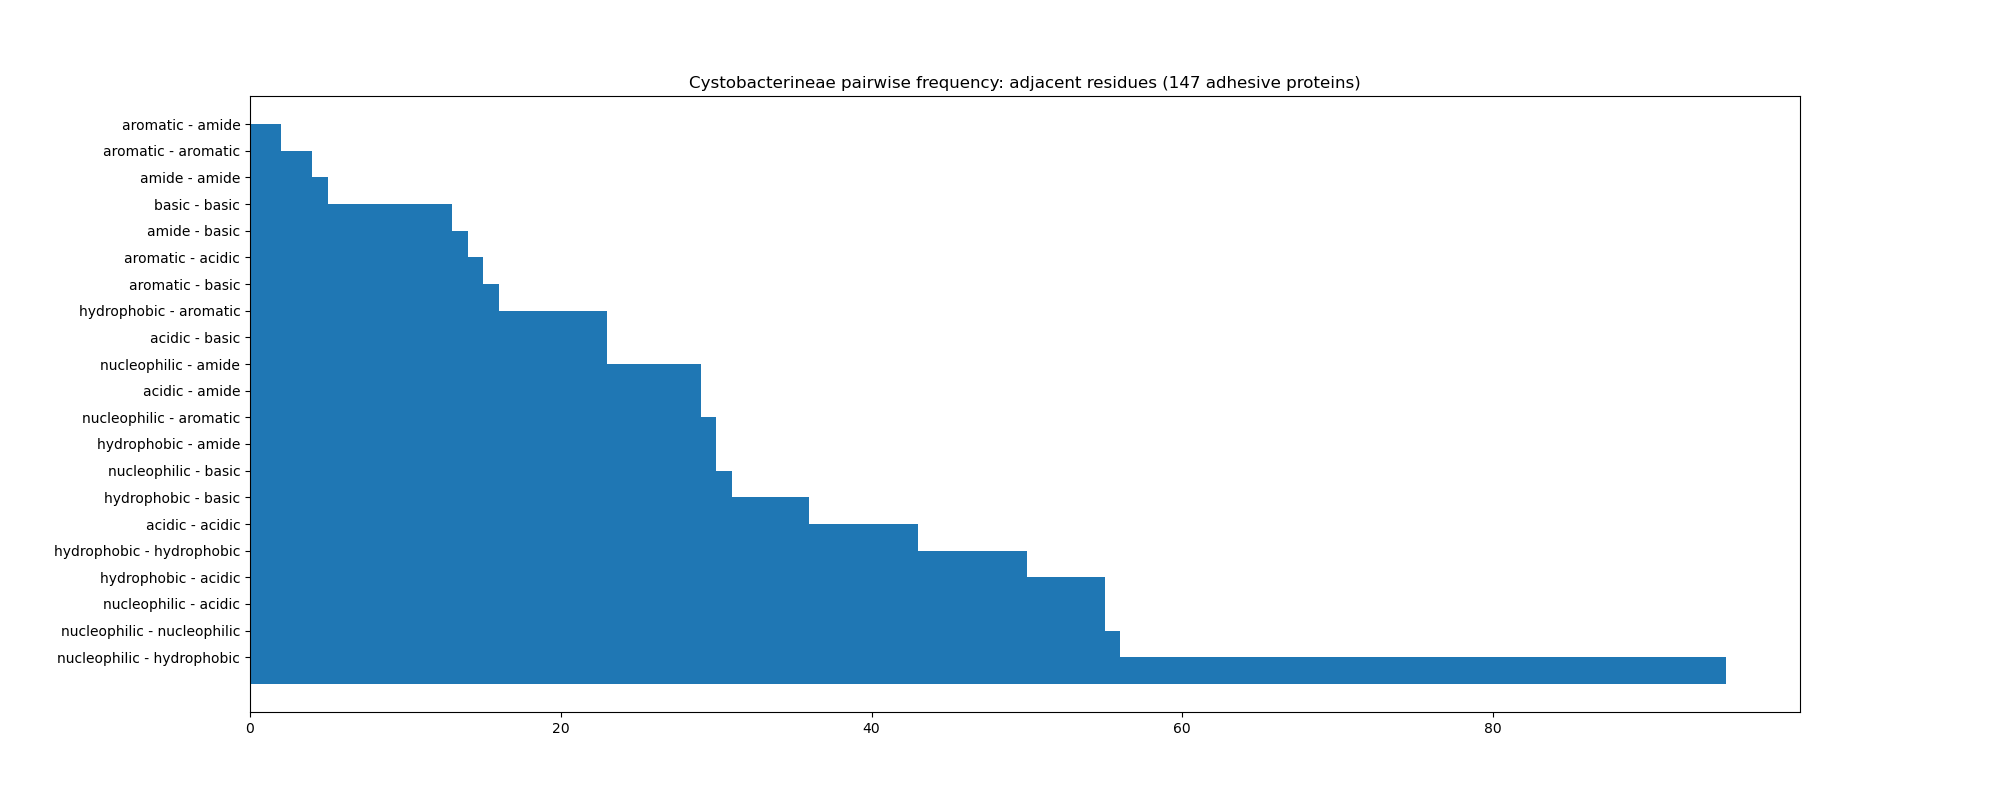 Cystobacterineae pairwise frequency: adjacent residues (147 adhesive proteins)
aromatic - amide
aromatic - aromatic
amide - amide
basic - basic
amide - basic
aromatic - acidic
aromatic - basic
hydrophobic - aromatic
acidic - basic
nucleophilic - amide
acidic - amide
nucleophilic - aromatic
hydrophobic - amide
nucleophilic - basic
hydrophobic - basic
acidic - acidic
hydrophobic - hydrophobic
hydrophobic - acidic
nucleophilic - acidic
nucleophilic - nucleophilic
nucleophilic - hydrophobic
0 20 40 60 80